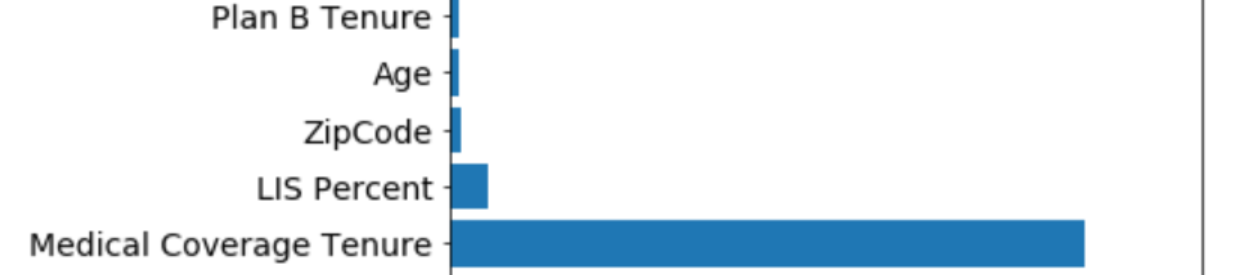 Plan B Tenure
Age
ZipCode
LIS Percent
Medical Coverage Tenure